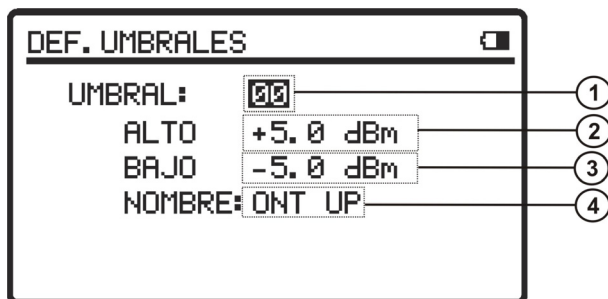 DEF. UMBRALES
UMBRAL: 00 1
ALTO +5.0 dBm 2
BAJO -5.0 dBm 3
NOMBRE: ONT UP 4